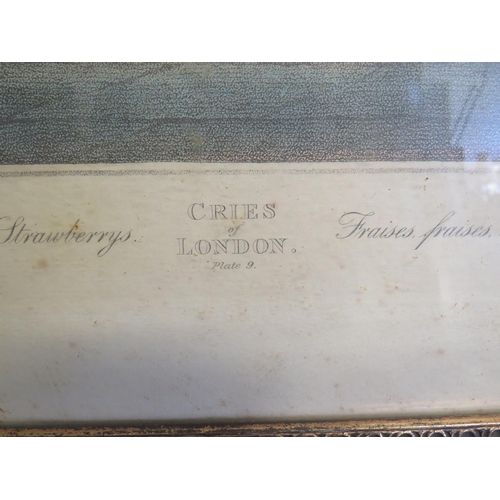 CRIES
of
Strawberrys. LONDON. Fraises, fraises,
Plate 9.